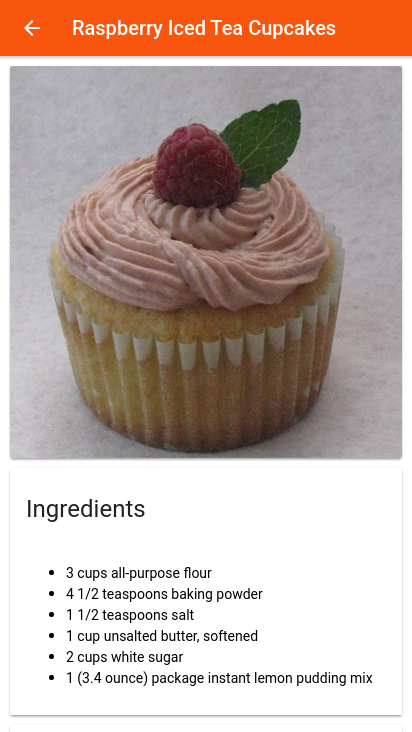 Raspberry Iced Tea Cupcakes
Ingredients
3 cups all-purpose flour
4 1/2 teaspoons baking powder
1 1/2 teaspoons salt
1 cup unsalted butter, softened
2 cups white sugar
1 (3.4 ounce) package instant lemon pudding mix